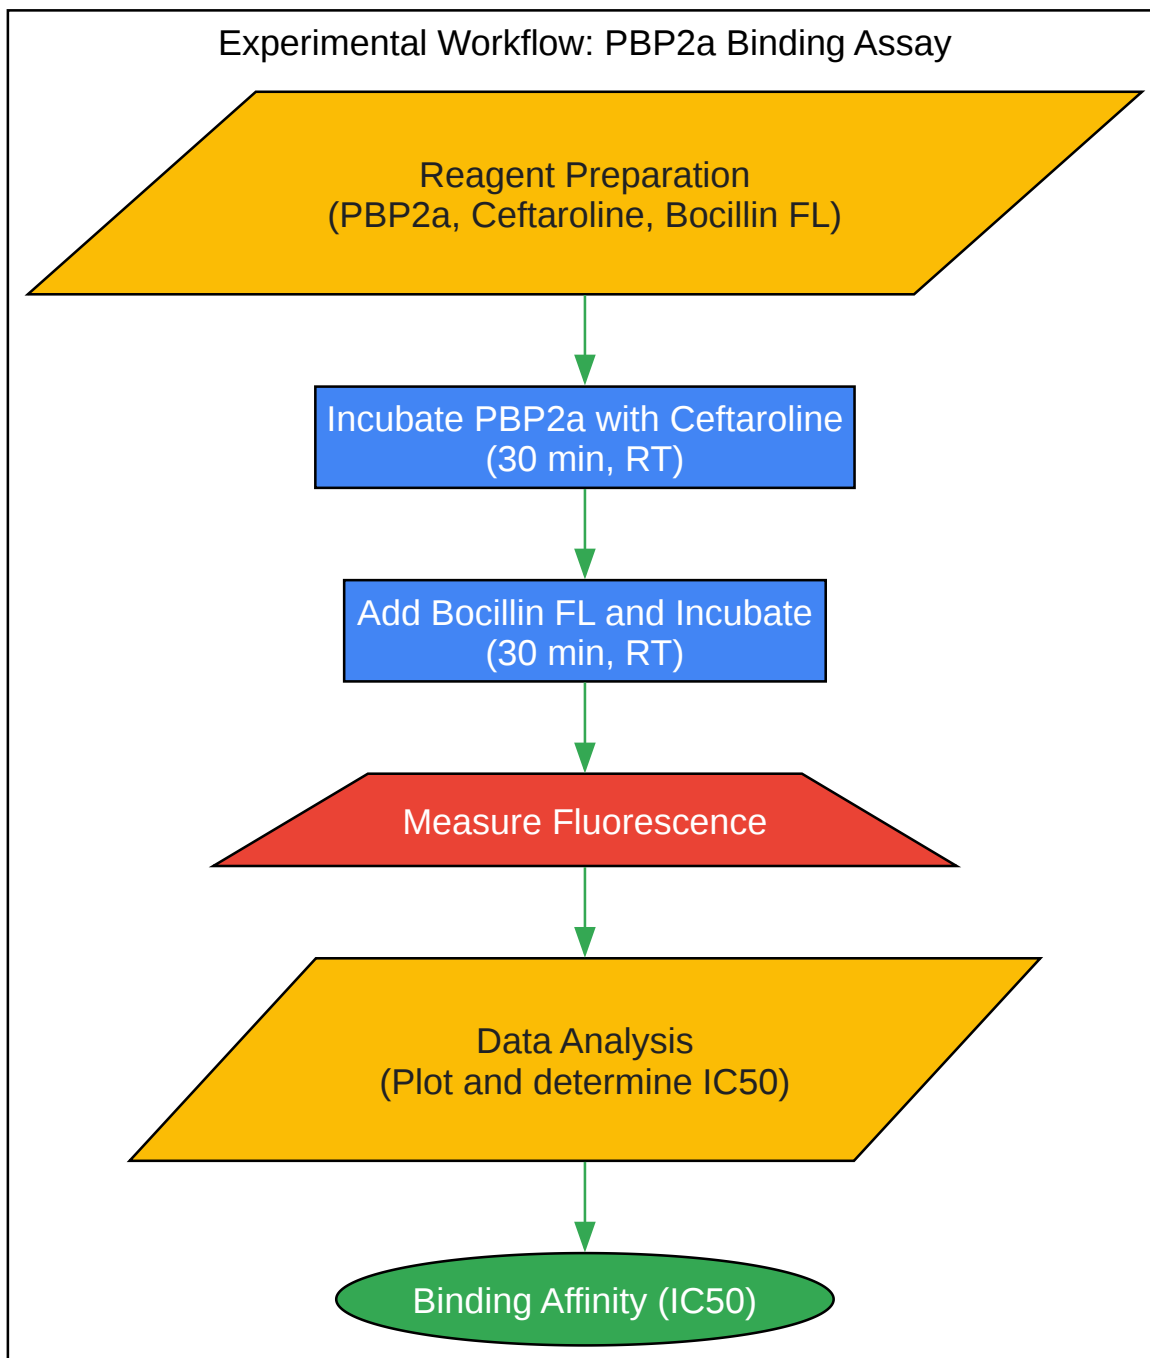 Experimental Workflow: PBP2a Binding Assay
Reagent Preparation
(PBP2a, Ceftaroline, Bocillin FL)
Incubate PBP2a with Ceftaroline
(30 min, RT)
Add Bocillin FL and Incubate
(30 min, RT)
Measure Fluorescence
Data Analysis
(Plot and determine IC50)
Binding Affinity (IC50)